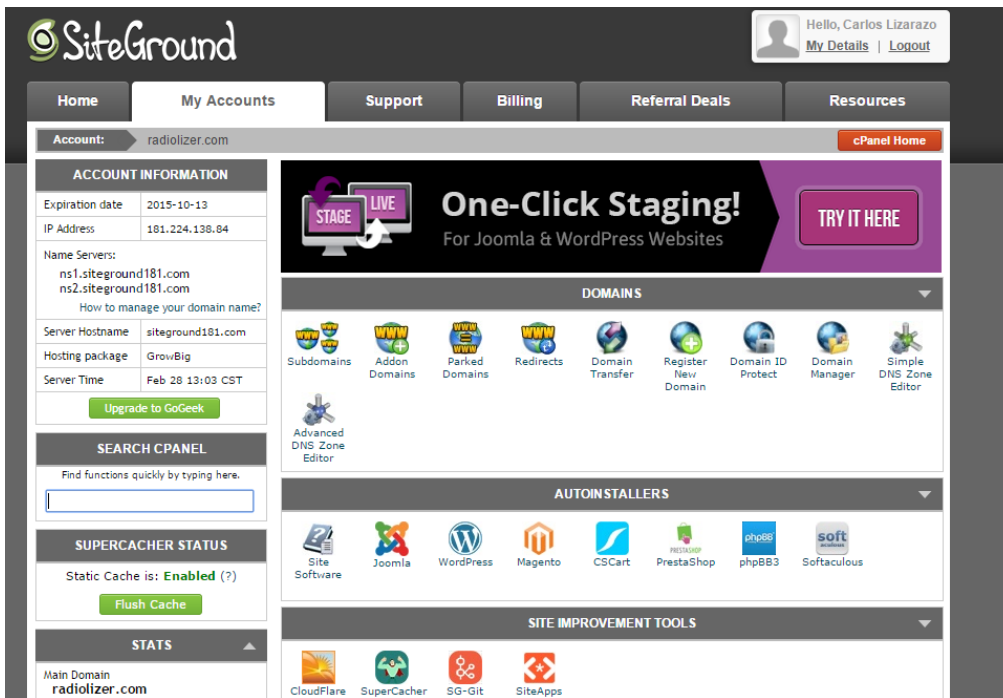 SiteGround
Hello, Carlos Lizarazo
My Details | Logout
Home
My Accounts
Support
Billing
Referral Deals
Resources
Account:
radiolizer.com
cPanel Home
ACCOUNT INFORMATION
Expiration date 2015-10-13
IP Address 181.224.138.84
Name Servers:
ns1.siteground181.com
ns2.siteground181.com
How to manage your domain name?
Server Hostname siteground181.com
Hosting package GrowBig
Server Time Feb 28 13:03 CST
Upgrade to GoGeek
SEARCH CPANEL
Find functions quickly by typing here.
SUPERCACHER STATUS
Static Cache is: Enabled (?)
Flush Cache
STATS
Main Domain
radiolizer.com
STAGE
LIVE
One-Click Staging!
For Joomla & WordPress Websites
TRY IT HERE
DOMAINS
Subdomains
Addon
Domains
Parked
Domains
Redirects
Domain
Transfer
Register
New
Domain
Domain ID
Protect
Domain
Manager
Simple
DNS Zone
Editor
Advanced
DNS Zone
Editor
AUTOINSTALLERS
Site
Software
Joomla
WordPress
Magento
CSCart
PRESTASHOP
PrestaShop
phpBB
phpBB3
soft
Softaculous
SITE IMPROVEMENT TOOLS
CloudFlare
SuperCacher
SG-Git
SiteApps